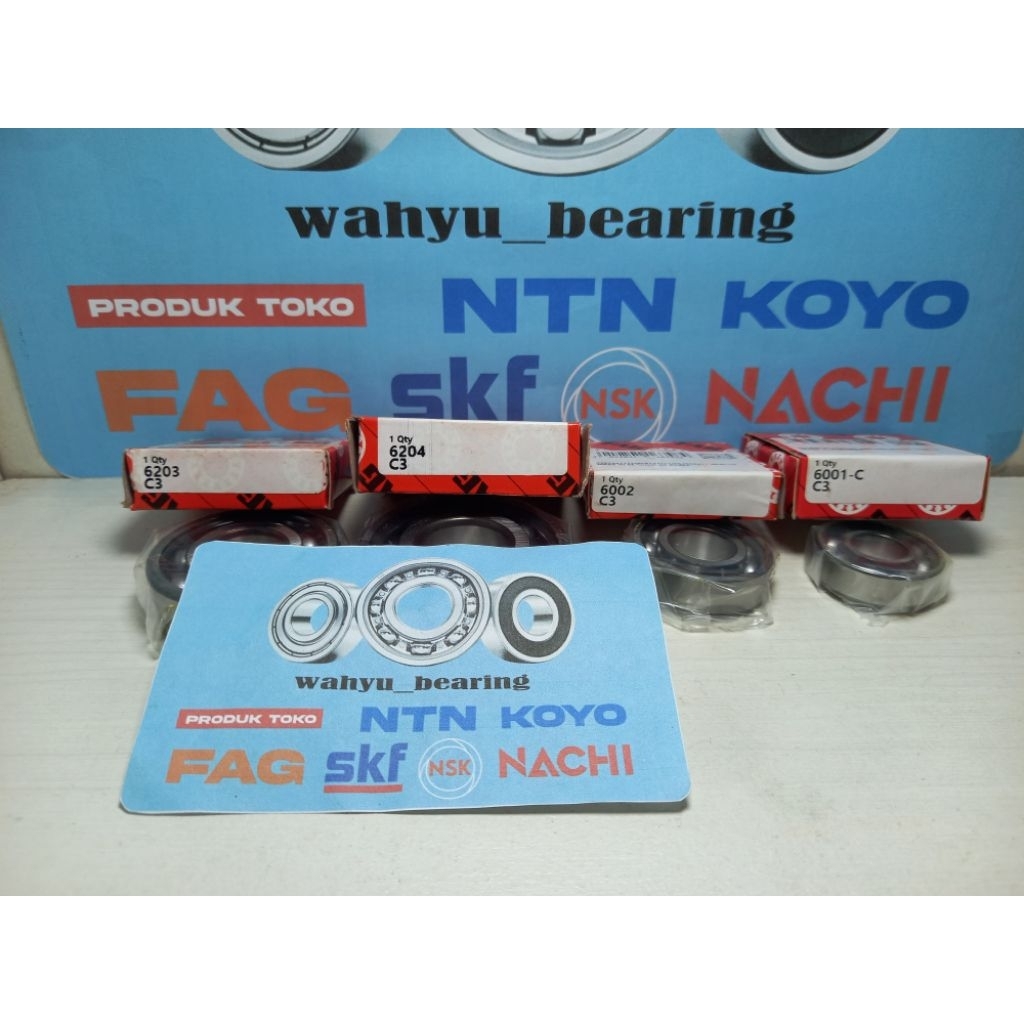 wahyu_bearing
PRODUK TOKO NTN KOYO
FAG skf NSK NACHI
1 Qty
6203
C3
1 Qty
6204
C3
1 Qty
6002
C3
1 Qty
6001-C
C3
wahyu_bearing
PRODUK TOKO NTN KOYO
FAG skf NSK NACHI